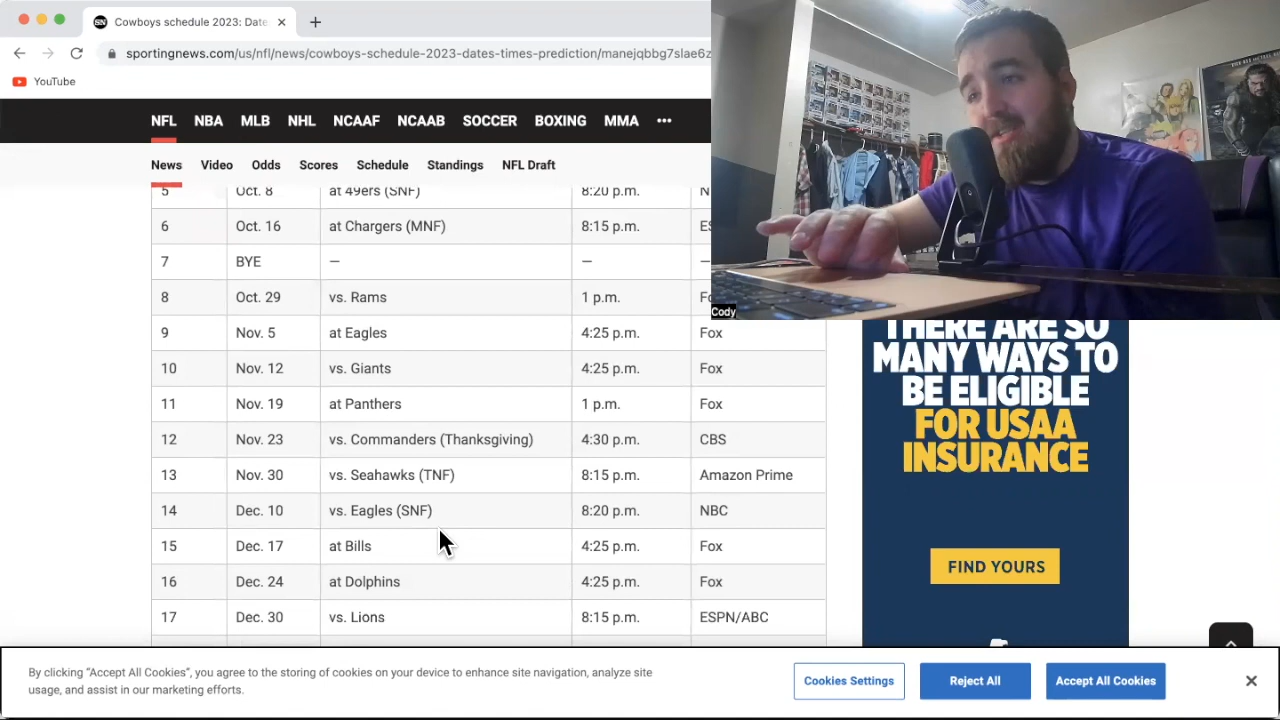 SN Cowboys schedule 2023: Date
sportingnews.com/us/nfl/news/cowboys-schedule-2023-dates-times-prediction/manejqbbg7slae6z
YouTube
NFL NBA MLB NHL NCAAF NCAAB SOCCER BOXING MMA
News Video Odds Scores Schedule Standings NFL Draft
5 Oct. 8 at 49ers (SNF) 8:20 p.m. N
6 Oct. 16 at Chargers (MNF) 8:15 p.m. ES
7 BYE — — —
8 Oct. 29 vs. Rams 1 p.m. Fo
9 Nov. 5 at Eagles 4:25 p.m. Fox
10 Nov. 12 vs. Giants 4:25 p.m. Fox
11 Nov. 19 at Panthers 1 p.m. Fox
12 Nov. 23 vs. Commanders (Thanksgiving) 4:30 p.m. CBS
13 Nov. 30 vs. Seahawks (TNF) 8:15 p.m. Amazon Prime
14 Dec. 10 vs. Eagles (SNF) 8:20 p.m. NBC
15 Dec. 17 at Bills 4:25 p.m. Fox
16 Dec. 24 at Dolphins 4:25 p.m. Fox
17 Dec. 30 vs. Lions 8:15 p.m. ESPN/ABC
Cody
THERE ARE SO
MANY WAYS TO
BE ELIGIBLE
FOR USAA
INSURANCE
FIND YOURS
By clicking “Accept All Cookies”, you agree to the storing of cookies on your device to enhance site navigation, analyze site
usage, and assist in our marketing efforts.
Cookies Settings
Reject All
Accept All Cookies